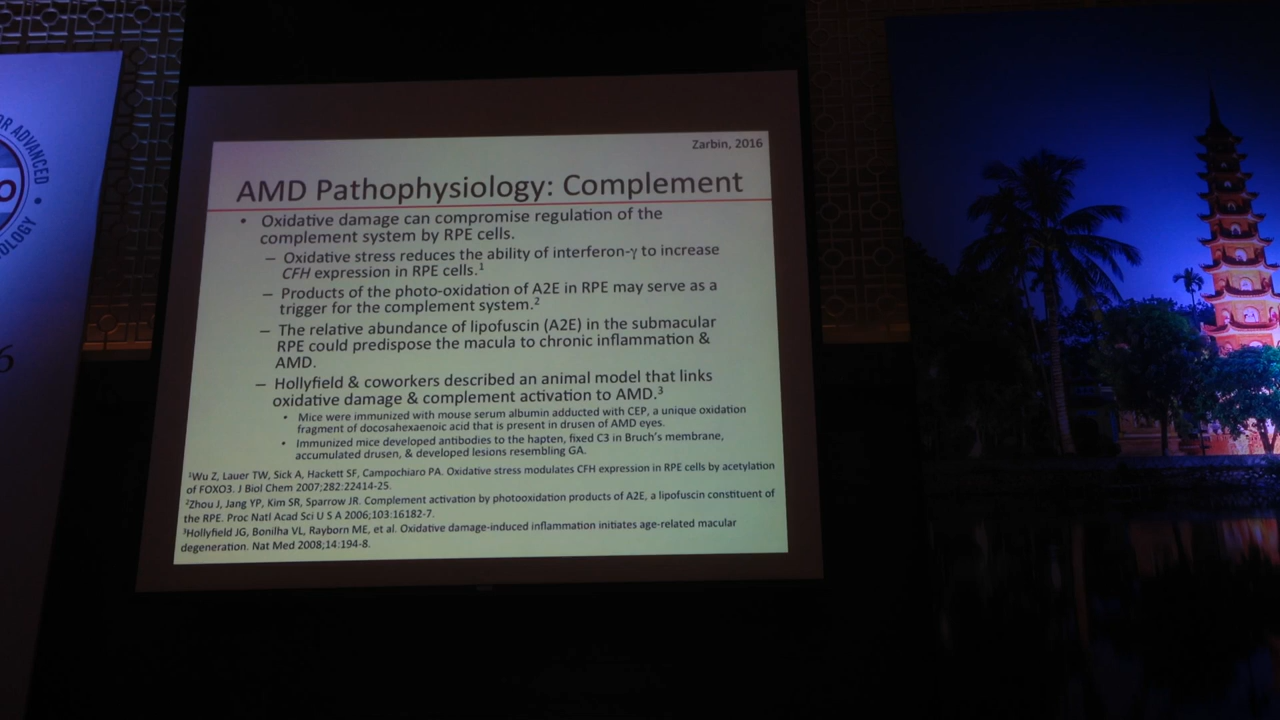 OR ADVANCED
O
OLOGY
6
Zarbin, 2016
AMD Pathophysiology: Complement
• Oxidative damage can compromise regulation of the
complement system by RPE cells.
– Oxidative stress reduces the ability of interferon-γ to increase
CFH expression in RPE cells.¹
– Products of the photo-oxidation of A2E in RPE may serve as a
trigger for the complement system.²
– The relative abundance of lipofuscin (A2E) in the submacular
RPE could predispose the macula to chronic inflammation &
AMD.
– Hollyfield & coworkers described an animal model that links
oxidative damage & complement activation to AMD.³
• Mice were immunized with mouse serum albumin adducted with CEP, a unique oxidation
fragment of docosahexaenoic acid that is present in drusen of AMD eyes.
• Immunized mice developed antibodies to the hapten, fixed C3 in Bruch's membrane,
accumulated drusen, & developed lesions resembling GA.
¹Wu Z, Lauer TW, Sick A, Hackett SF, Campochiaro PA. Oxidative stress modulates CFH expression in RPE cells by acetylation
of FOXO3. J Biol Chem 2007;282:22414-25.
²Zhou J, Jang YP, Kim SR, Sparrow JR. Complement activation by photooxidation products of A2E, a lipofuscin constituent of
the RPE. Proc Natl Acad Sci U S A 2006;103:16182-7.
³Hollyfield JG, Bonilha VL, Rayborn ME, et al. Oxidative damage-induced inflammation initiates age-related macular
degeneration. Nat Med 2008;14:194-8.